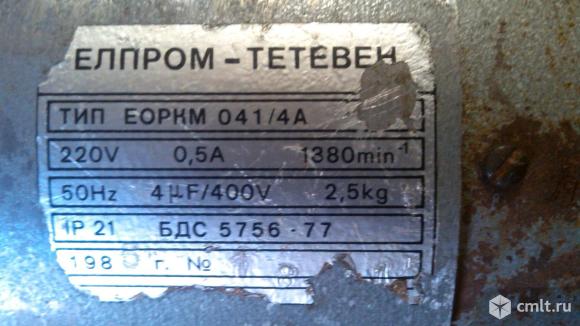 ЕЛПРОМ – ТЕТЕВЕН
ТИП ЕОРКМ 041/4А
220V 0,5A 1380min⁻¹
50Hz 4µF/400V 2,5kg
IP 21 БДС 5756-77
198 г. №
cmlt.ru